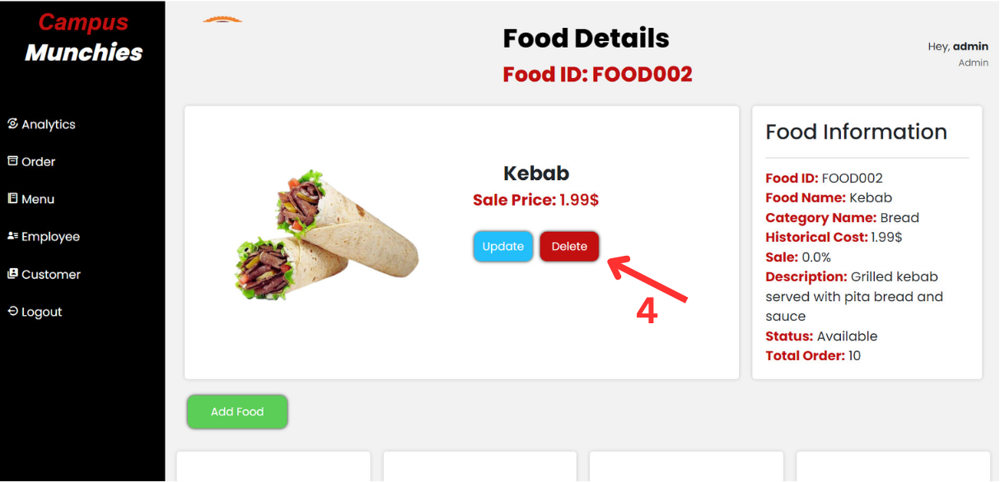 Campus
Munchies
Analytics
Order
Menu
Employee
Customer
Logout
Food Details
Food ID: FOOD002
Hey, admin
Admin
Kebab
Sale Price: 1.99$
Update
Delete
4
Food Information
Food ID: FOOD002
Food Name: Kebab
Category Name: Bread
Historical Cost: 1.99$
Sale: 0.0%
Description: Grilled kebab
served with pita bread and
sauce
Status: Available
Total Order: 10
Add Food